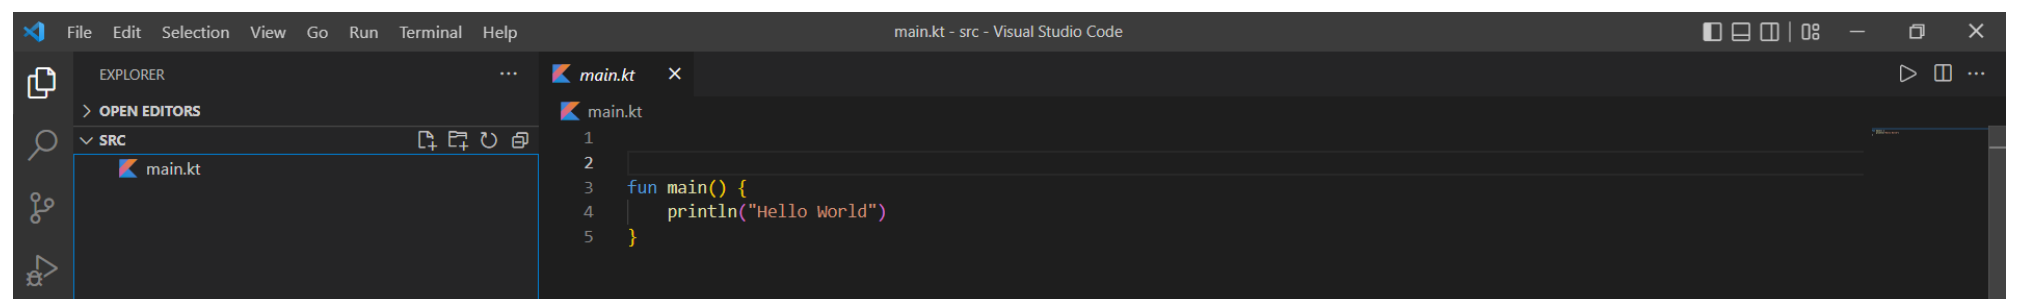 File Edit Selection View Go Run Terminal Help
main.kt - src - Visual Studio Code
EXPLORER
OPEN EDITORS
SRC
main.kt
main.kt
main.kt
1
2
3 fun main() {
4 println("Hello World")
5 }